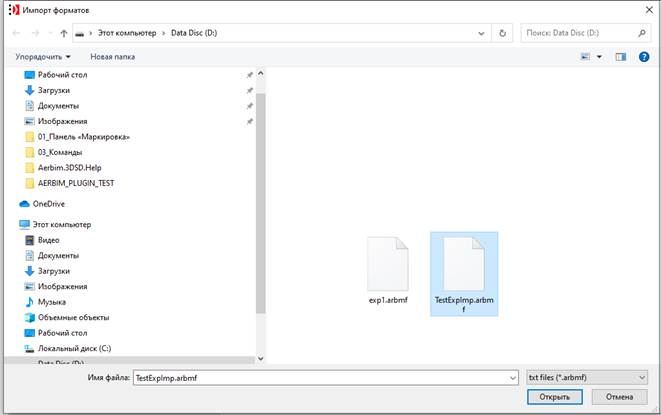 Импорт форматов
Этот компьютер > Data Disc (D:) >
Поиск: Data Disc (D:)
Упорядочить Новая папка
Рабочий стол
Загрузки
Документы
Изображения
01_Панель «Маркировка»
03_Команды
Aerbim.3DSD.Help
AERBIM_PLUGIN_TEST
OneDrive
Этот компьютер
Видео
Документы
Загрузки
Изображения
Музыка
Объемные объекты
Рабочий стол
Локальный диск (C:)
Data Disc (D:)
exp1.arbmf
TestExpImp.arbm
f
Имя файла: TestExpImp.arbmf txt files (*.arbmf)
Открыть Отмена